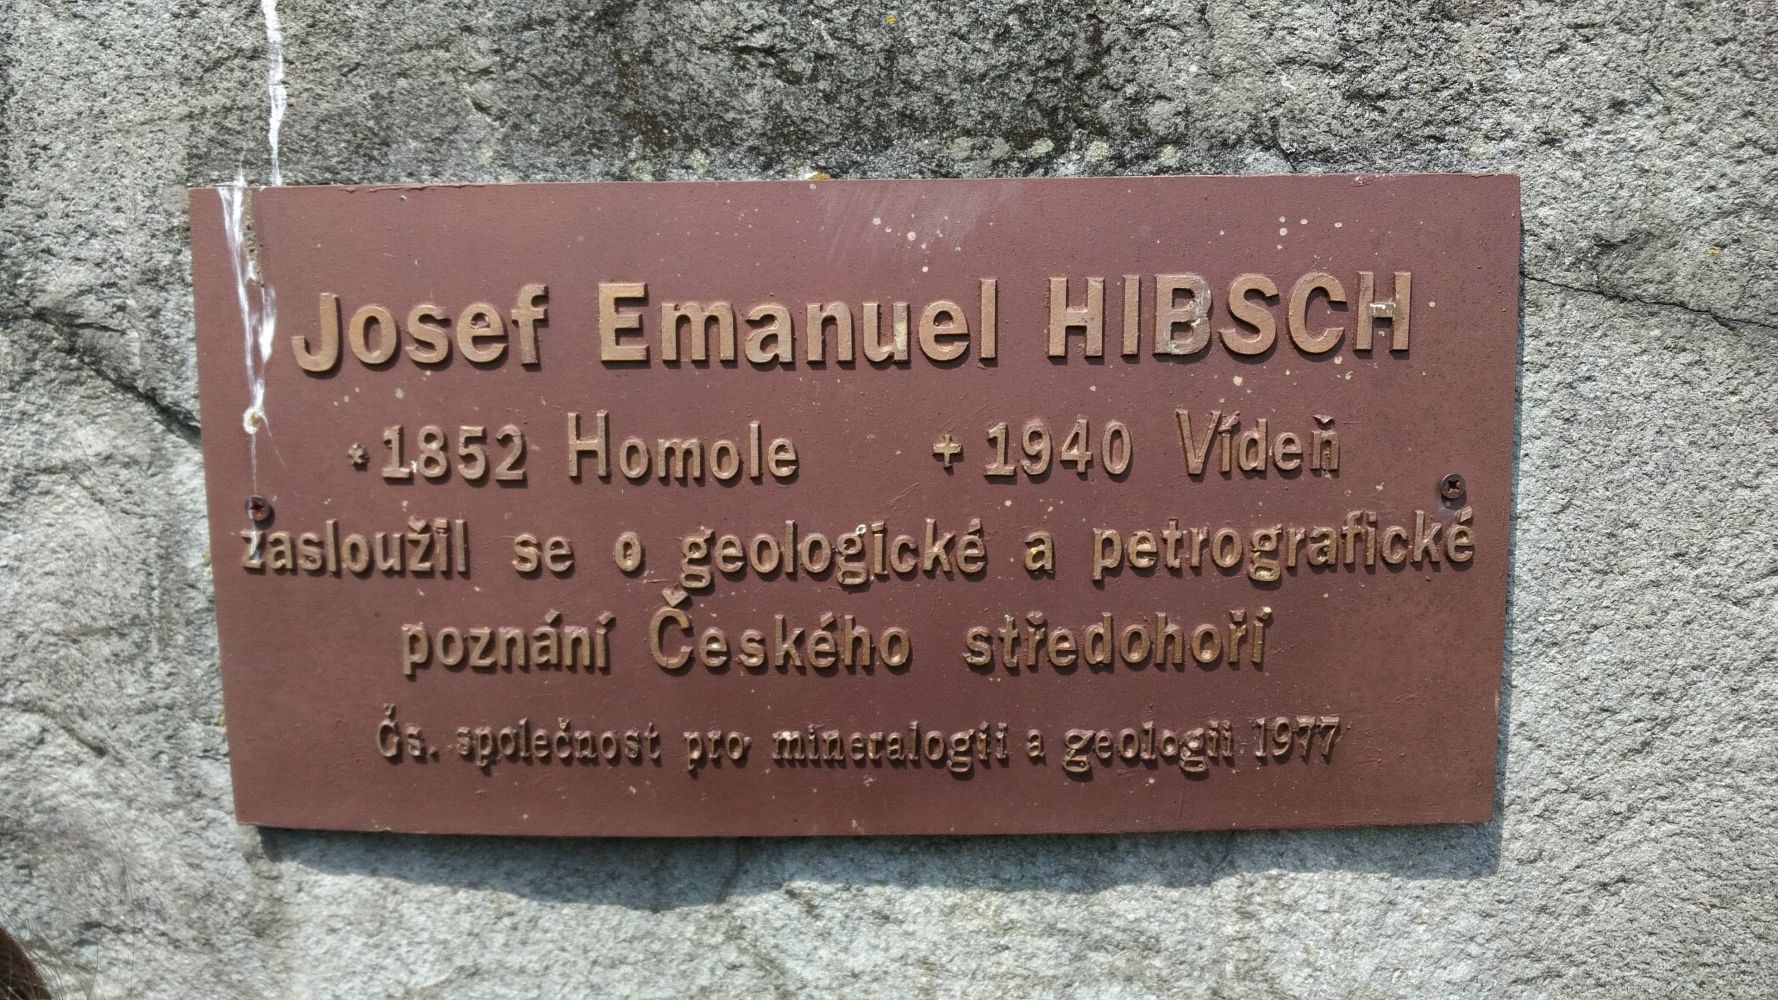 Josef Emanuel HIBSCH
* 1852 Homole + 1940 Vídeň
zasloužil se o geologické a petrografické
poznání Českého středohoří
Čs. společnost pro mineralogii a geologii 1977